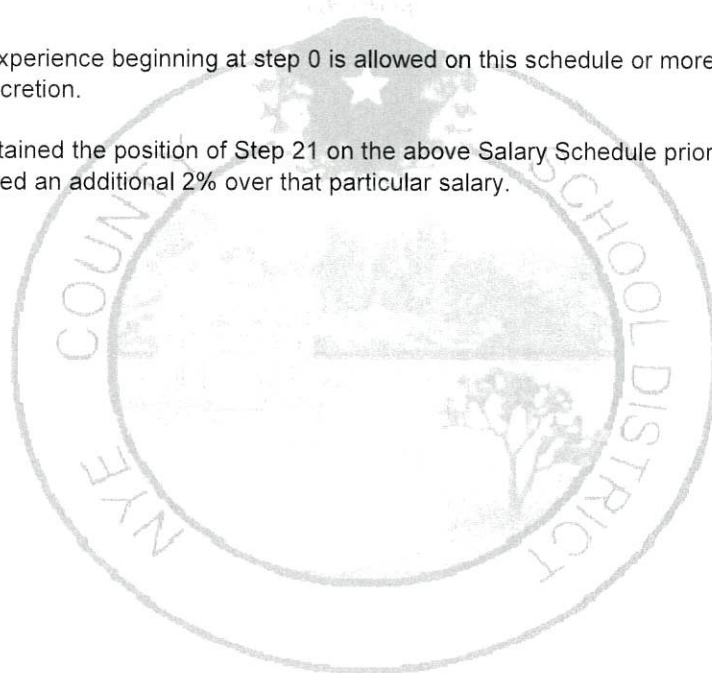 xperience beginning at step 0 is allowed on this schedule or more
cretion.
tained the position of Step 21 on the above Salary Schedule prior
ed an additional 2% over that particular salary.
NYE COUNTY SCHOOL DISTRICT